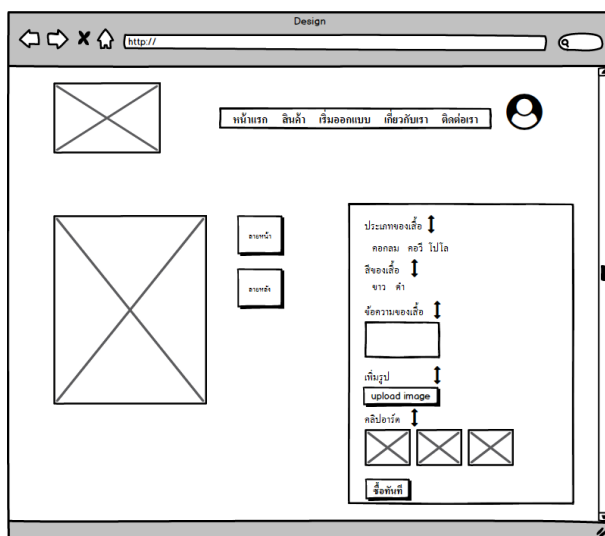 Design
http://
หน้าแรก สินค้า เริ่มออกแบบ เกี่ยวกับเรา ติดต่อเรา
ลายหน้า
ลายหลัง
ประเภทของเสื้อ
คอกลม คอวี โปโล
สีของเสื้อ
ขาว ดำ
ข้อความของเสื้อ
เพิ่มรูป
upload image
คลิปอาร์ต
ซื้อทันที